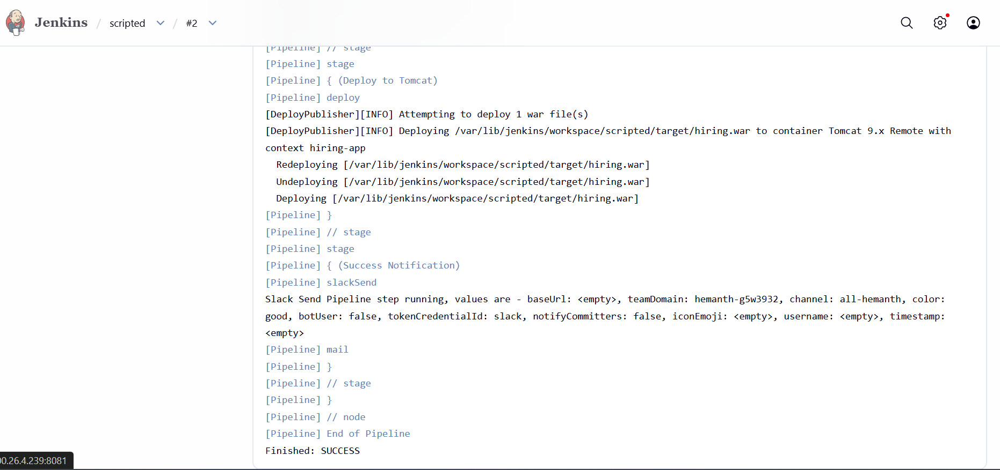 Jenkins / scripted / #2
[Pipeline] // stage
[Pipeline] stage
[Pipeline] { (Deploy to Tomcat)
[Pipeline] deploy
[DeployPublisher][INFO] Attempting to deploy 1 war file(s)
[DeployPublisher][INFO] Deploying /var/lib/jenkins/workspace/scripted/target/hiring.war to container Tomcat 9.x Remote with
context hiring-app
Redeploying [/var/lib/jenkins/workspace/scripted/target/hiring.war]
Undeploying [/var/lib/jenkins/workspace/scripted/target/hiring.war]
Deploying [/var/lib/jenkins/workspace/scripted/target/hiring.war]
[Pipeline] }
[Pipeline] // stage
[Pipeline] stage
[Pipeline] { (Success Notification)
[Pipeline] slackSend
Slack Send Pipeline step running, values are - baseUrl: <empty>, teamDomain: hemanth-g5w3932, channel: all-hemanth, color:
good, botUser: false, tokenCredentialId: slack, notifyCommitters: false, iconEmoji: <empty>, username: <empty>, timestamp:
<empty>
[Pipeline] mail
[Pipeline] }
[Pipeline] // stage
[Pipeline] }
[Pipeline] // node
[Pipeline] End of Pipeline
Finished: SUCCESS
0.26.4.239:8081